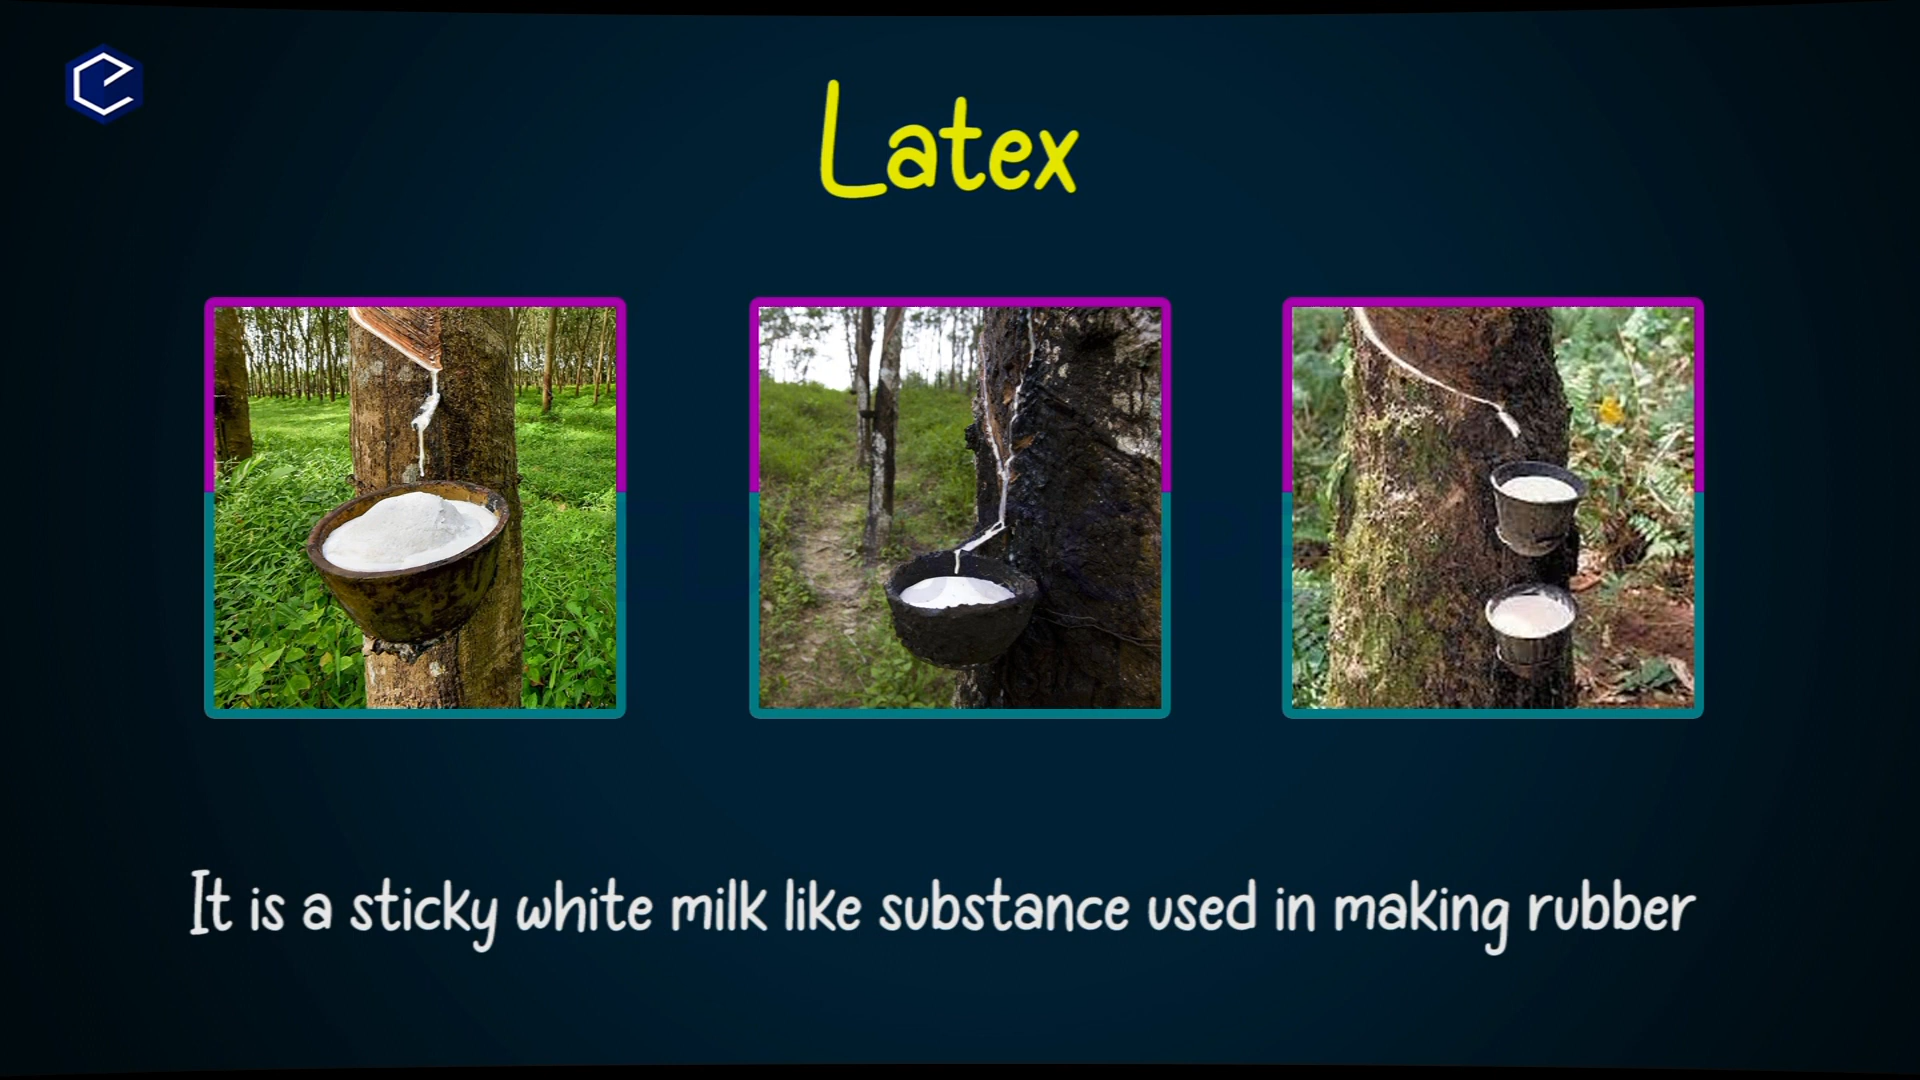 Latex
It is a sticky white milk like substance used in making rubber